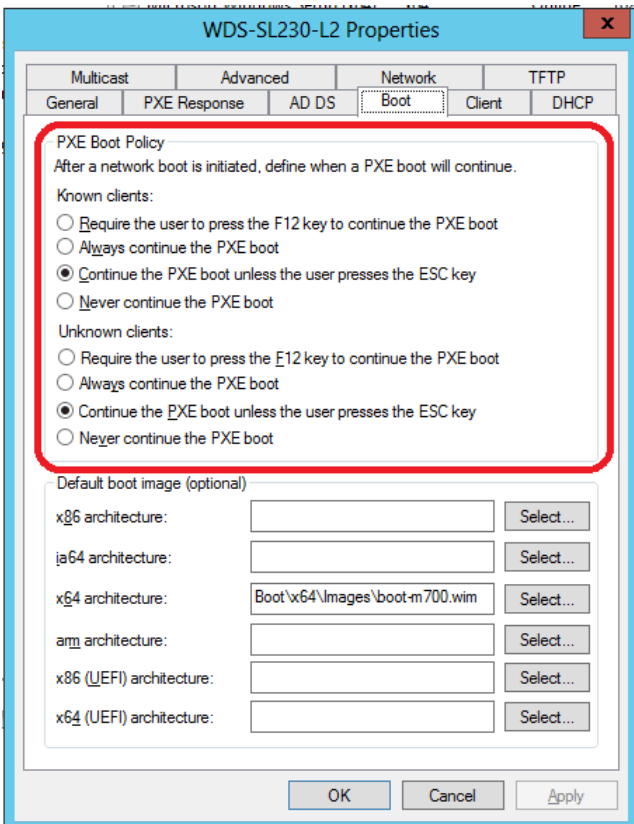 WDS-SL230-L2 Properties
x
Multicast Advanced Network TFTP
General PXE Response AD DS Boot Client DHCP
PXE Boot Policy
After a network boot is initiated, define when a PXE boot will continue.
Known clients:
Require the user to press the F12 key to continue the PXE boot
Always continue the PXE boot
Continue the PXE boot unless the user presses the ESC key
Never continue the PXE boot
Unknown clients:
Require the user to press the F12 key to continue the PXE boot
Always continue the PXE boot
Continue the PXE boot unless the user presses the ESC key
Never continue the PXE boot
Default boot image (optional)
x86 architecture: Select...
ia64 architecture: Select...
x64 architecture: Boot\x64\Images\boot-m700.wim Select...
arm architecture: Select...
x86 (UEFI) architecture: Select...
x64 (UEFI) architecture: Select...
OK Cancel Apply